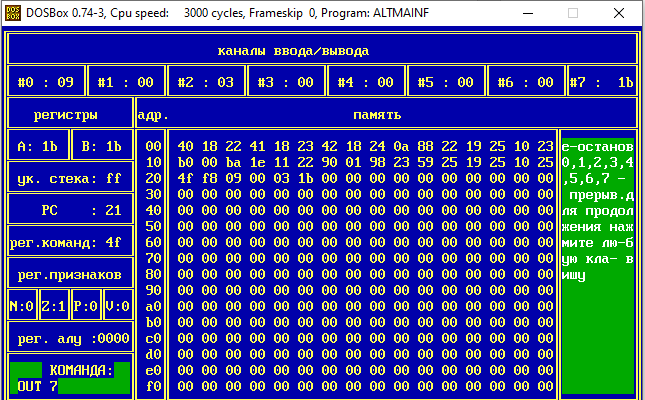 DOSBox 0.74-3, Cpu speed: 3000 cycles, Frameskip 0, Program: ALTMAINF
каналы ввода/вывода
#0 : 09 #1 : 00 #2 : 03 #3 : 00 #4 : 00 #5 : 00 #6 : 00 #7 : 1b
регистры адр. память
A: 1b B: 1b
ук. стека: ff
PC : 21
рег.команд: 4f
рег.признаков
N:0 Z:1 P:0 V:0
рег. алу :0000
КОМАНДА:
OUT 7
00 40 18 22 41 18 23 42 18 24 0a 88 22 19 25 10 23
10 b0 00 ba 1e 11 22 90 01 98 23 59 25 19 25 10 25
20 4f f8 09 00 03 1b 00 00 00 00 00 00 00 00 00 00
30 00 00 00 00 00 00 00 00 00 00 00 00 00 00 00 00
40 00 00 00 00 00 00 00 00 00 00 00 00 00 00 00 00
50 00 00 00 00 00 00 00 00 00 00 00 00 00 00 00 00
60 00 00 00 00 00 00 00 00 00 00 00 00 00 00 00 00
70 00 00 00 00 00 00 00 00 00 00 00 00 00 00 00 00
80 00 00 00 00 00 00 00 00 00 00 00 00 00 00 00 00
90 00 00 00 00 00 00 00 00 00 00 00 00 00 00 00 00
a0 00 00 00 00 00 00 00 00 00 00 00 00 00 00 00 00
b0 00 00 00 00 00 00 00 00 00 00 00 00 00 00 00 00
c0 00 00 00 00 00 00 00 00 00 00 00 00 00 00 00 00
d0 00 00 00 00 00 00 00 00 00 00 00 00 00 00 00 00
e0 00 00 00 00 00 00 00 00 00 00 00 00 00 00 00 00
f0 00 00 00 00 00 00 00 00 00 00 00 00 00 00 00 00
e-останов
0,1,2,3,4
,5,6,7 -
прерыв.д
ля продол
жения наж
мите лю-б
ую кла- в
ишу